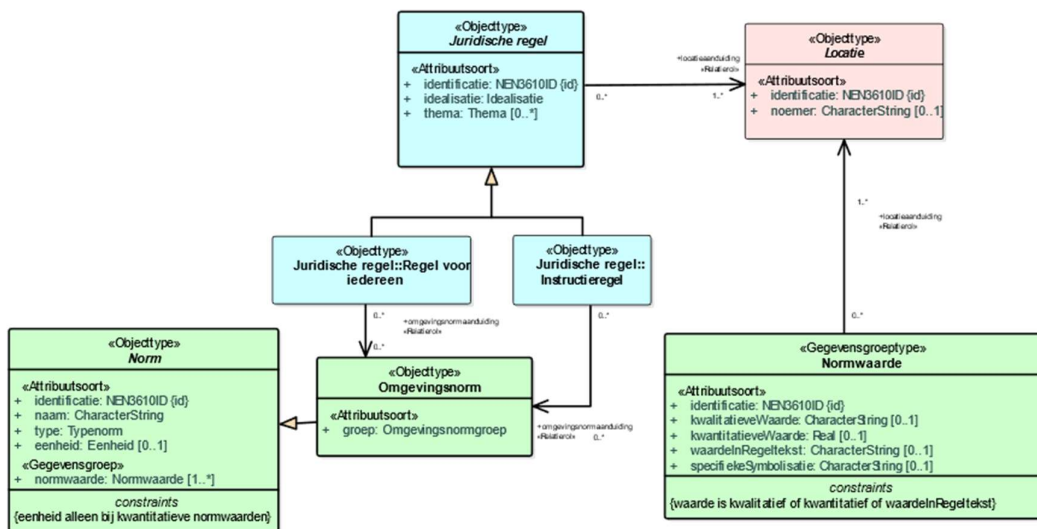 «Objecttype»
Juridische regel
«Attribuutsoort»
+ identificatie: NEN3610ID {id}
+ idealisatie: Idealisatie
+ thema: Thema [0..*]
+locatieaanduiding
«Relatierol»
0..*
1..*
«Objecttype»
Locatie
«Attribuutsoort»
+ identificatie: NEN3610ID {id}
+ noemer: CharacterString [0..1]
«Objecttype»
Juridische regel::Regel voor
iedereen
«Objecttype»
Juridische regel::
Instructieregel
1..*
+locatieaanduiding
«Relatierol»
0..*
0..*
+omgevingsnormaanduiding
«Relatierol»
0..*
0..*
«Objecttype»
Norm
«Attribuutsoort»
+ identificatie: NEN3610ID {id}
+ naam: CharacterString
+ type: Typenorm
+ eenheid: Eenheid [0..1]
«Gegevensgroep»
+ normwaarde: Normwaarde [1..*]
constraints
{eenheid alleen bij kwantitatieve normwaarden}
«Objecttype»
Omgevingsnorm
«Attribuutsoort»
+ groep: Omgevingsnormgroep
+omgevingsnormaanduiding
«Relatierol»
0..*
«Gegevensgroeptype»
Normwaarde
«Attribuutsoort»
+ identificatie: NEN3610ID {id}
+ kwalitatieveWaarde: CharacterString [0..1]
+ kwantitatieveWaarde: Real [0..1]
+ waardeInRegeltekst: CharacterString [0..1]
+ specifiekeSymbolisatie: CharacterString [0..1]
constraints
{waarde is kwalitatief of kwantitatief of waardeInRegeltekst}